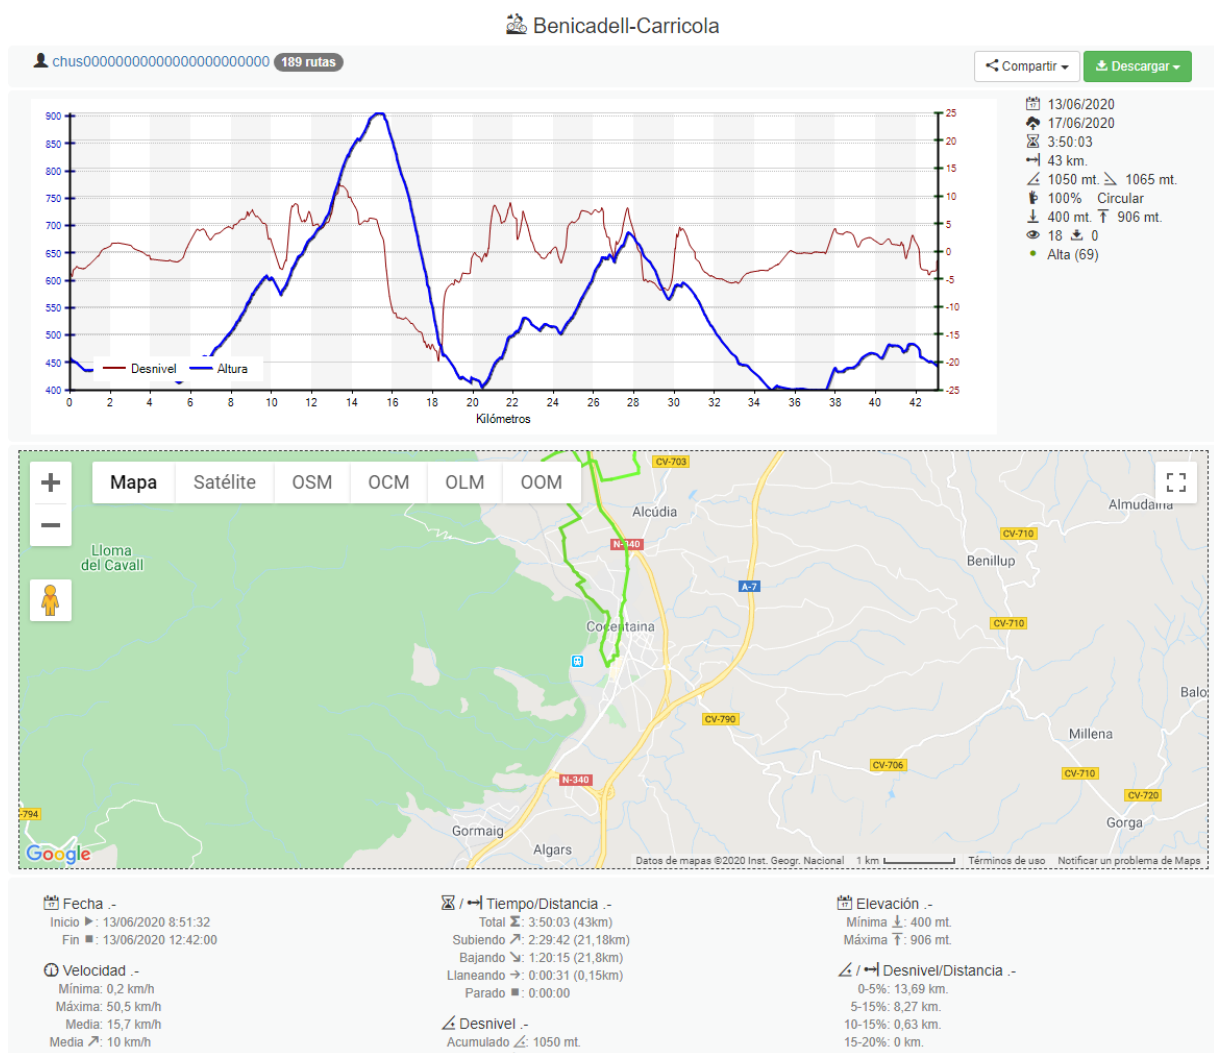 Benicadell-Carricola
chus00000000000000000000000 189 rutas
Compartir
Descargar
900
850
800
750
700
650
600
550
500
450
400
25
20
15
10
5
0
-5
-10
-15
-20
-25
Desnivel
Altura
0 2 4 6 8 10 12 14 16 18 20 22 24 26 28 30 32 34 36 38 40 42
Kilómetros
13/06/2020
17/06/2020
3:50:03
43 km.
1050 mt. 1065 mt.
100% Circular
400 mt. 906 mt.
18 0
Alta (69)
Mapa Satélite OSM OCM OLM OOM
CV-703
Alcúdia
Almudaina
N-340
CV-710
Lloma
del Cavall
Benillup
A-7
CV-710
Cocentaina
Balo
CV-790
Millena
CV-706
N-340
CV-710
CV-720
-794
Gorga
Gormaig
Algars
Google
Datos de mapas ©2020 Inst. Geogr. Nacional 1 km Términos de uso Notificar un problema de Maps
Fecha .-
Inicio : 13/06/2020 8:51:32
Fin : 13/06/2020 12:42:00
Velocidad .-
Mínima: 0,2 km/h
Máxima: 50,5 km/h
Media: 15,7 km/h
Media : 10 km/h
/ Tiempo/Distancia .-
Total Σ: 3:50:03 (43km)
Subiendo : 2:29:42 (21,18km)
Bajando : 1:20:15 (21,8km)
Llaneando : 0:00:31 (0,15km)
Parado : 0:00:00
Desnivel .-
Acumulado : 1050 mt.
Elevación .-
Mínima : 400 mt.
Máxima : 906 mt.
/ Desnivel/Distancia .-
0-5%: 13,69 km.
5-15%: 8,27 km.
10-15%: 0,63 km.
15-20%: 0 km.